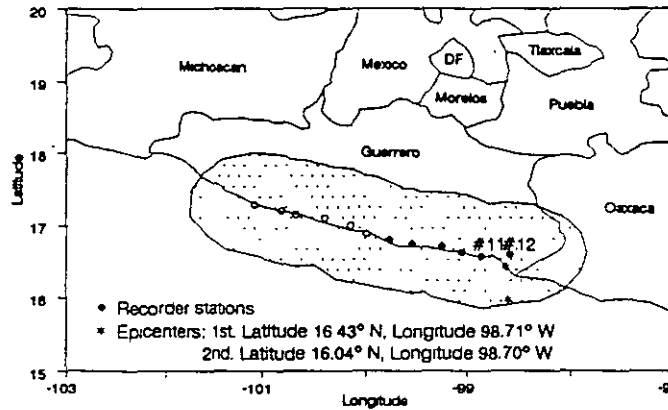 20
19
18
17
16
15
Latitude
Michoacan
Mexico
DF
Tlaxcala
Morelos
Puebla
Guerrero
Oaxaca
#11 #12
Recorder stations
Epicenters: 1st. Latitude 16.43° N, Longitude 98.71° W
2nd. Latitude 16.04° N, Longitude 98.70° W
-103
-101
-99
Longitude